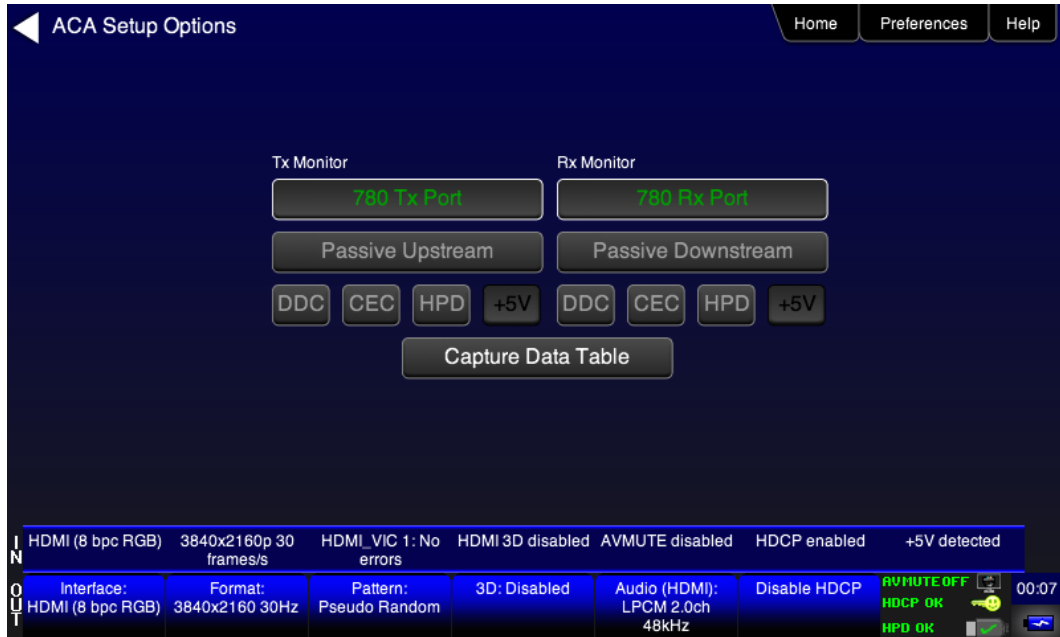 ACA Setup Options
Home
Preferences
Help
Tx Monitor
Rx Monitor
780 Tx Port
780 Rx Port
Passive Upstream
Passive Downstream
DDC
CEC
HPD
+5V
DDC
CEC
HPD
+5V
Capture Data Table
IN
HDMI (8 bpc RGB)
3840x2160p 30
frames/s
HDMI_VIC 1: No
errors
HDMI 3D disabled
AVMUTE disabled
HDCP enabled
+5V detected
OUT
Interface:
HDMI (8 bpc RGB)
Format:
3840x2160 30Hz
Pattern:
Pseudo Random
3D: Disabled
Audio (HDMI):
LPCM 2.0ch
48kHz
Disable HDCP
AVMUTE OFF
HDCP OK
HPD OK
00:07